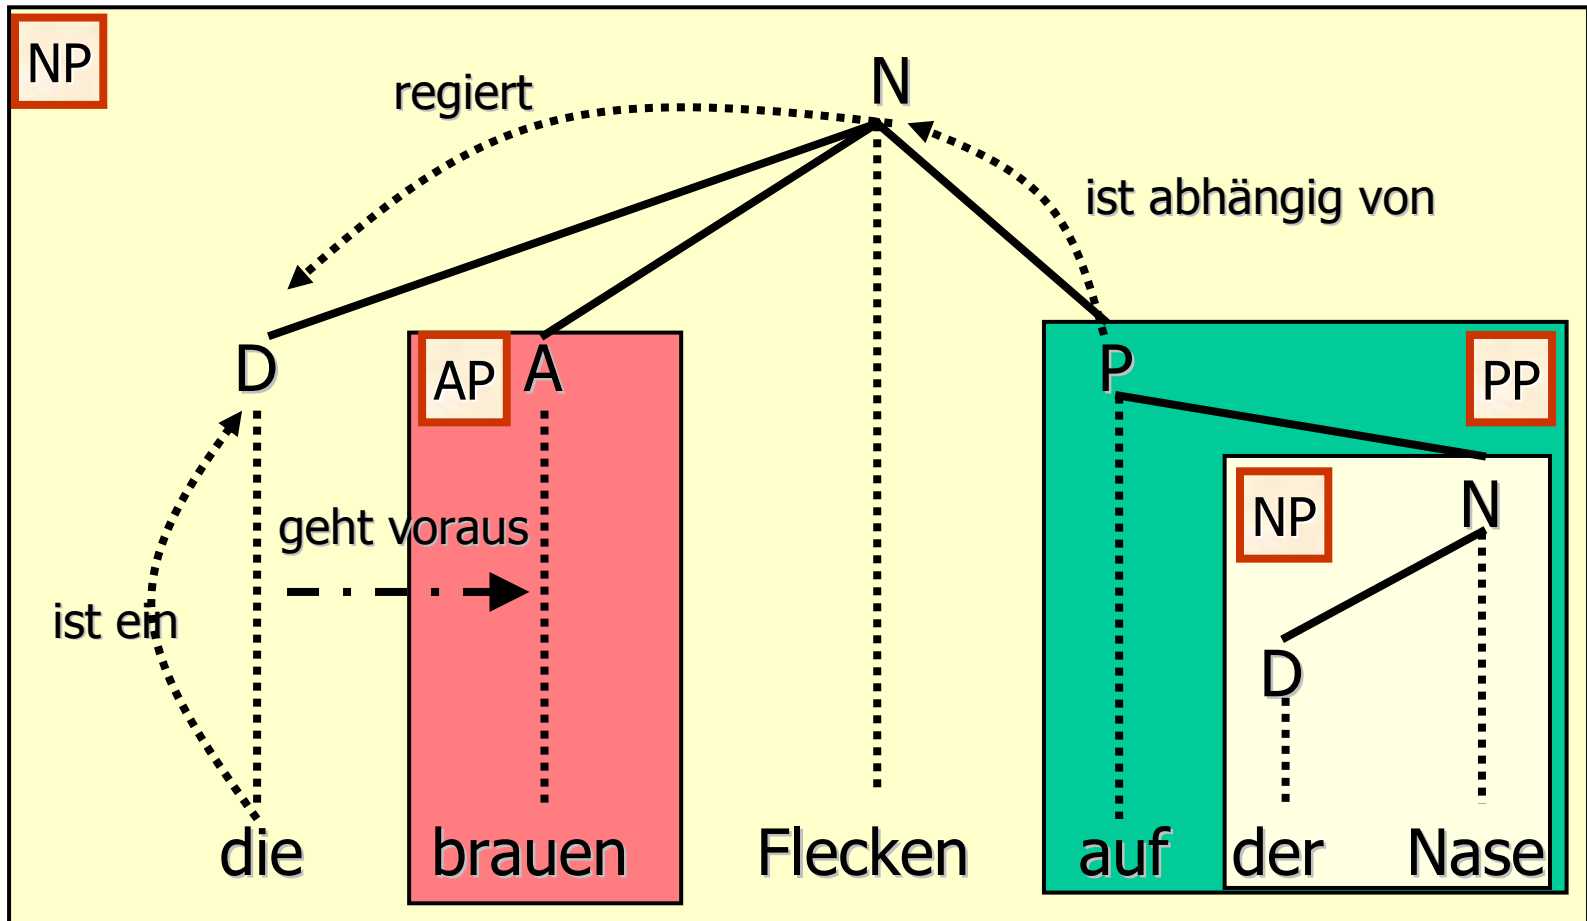 NP
N
regiert
ist abhängig von
D
AP
A
P
PP
NP
N
geht voraus
ist ein
D
die brauen Flecken auf der Nase